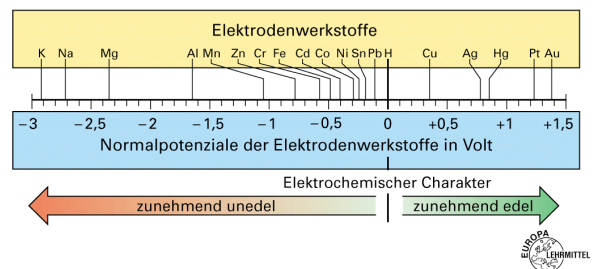 Elektrodenwerkstoffe
K Na Mg Al Mn Zn Cr Fe Cd Co Ni Sn Pb H Cu Ag Hg Pt Au
−3 −2,5 −2 −1,5 −1 −0,5 0 +0,5 +1 +1,5
Normalpotenziale der Elektrodenwerkstoffe in Volt
Elektrochemischer Charakter
zunehmend unedel zunehmend edel
EUROPA
LEHRMITTEL